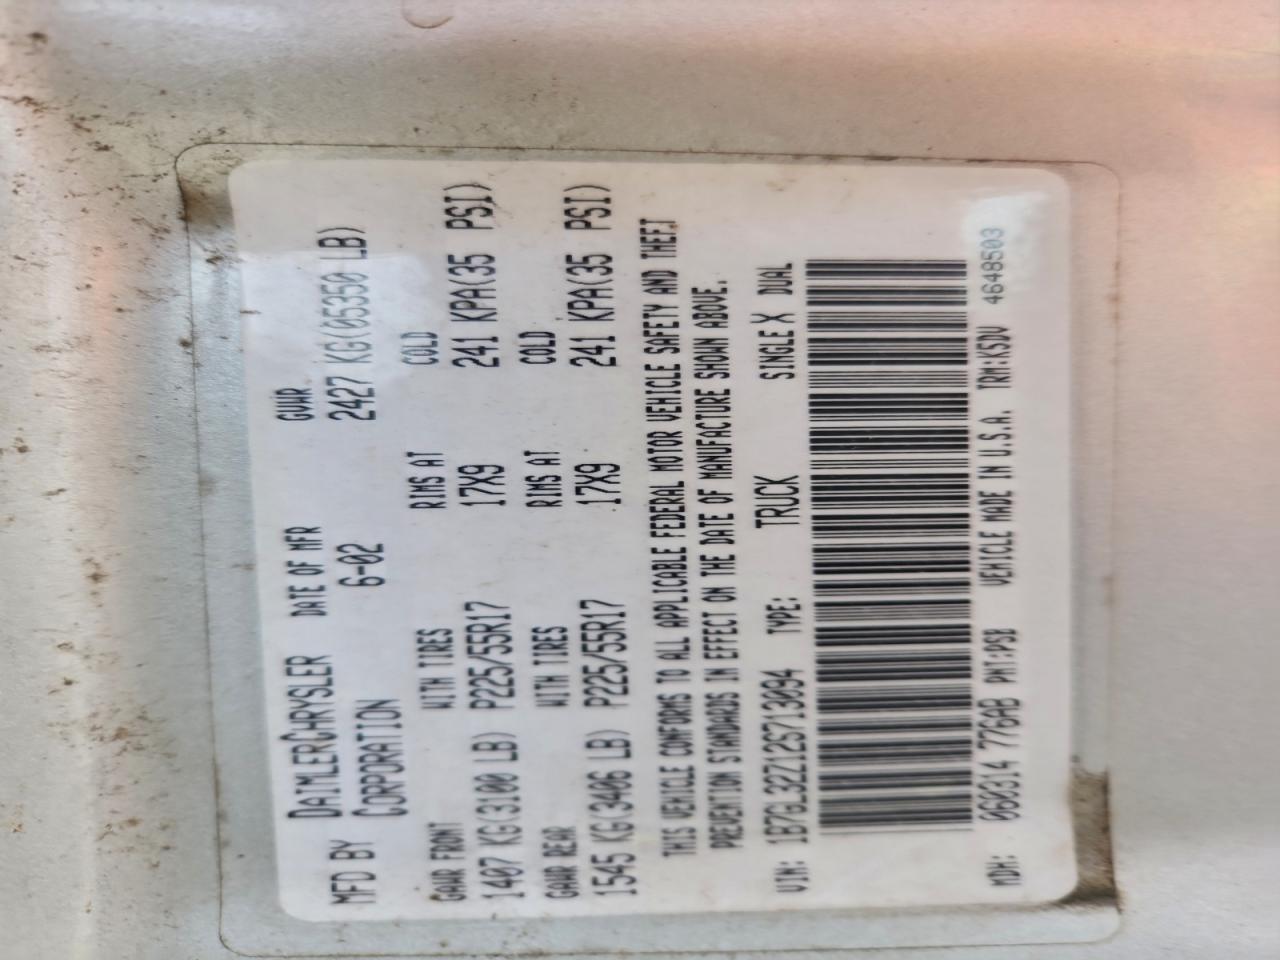 MFD BY DAIMLERCHRYSLER CORPORATION DATE OF MFR 6-02 GVWR 2427 KG(05350 LB)
GAWR FRONT WITH TIRES RIMS AT COLD
1407 KG(3100 LB) P225/55R17 17X9 241 KPA(35 PSI)
GAWR REAR WITH TIRES RIMS AT COLD
1545 KG(3406 LB) P225/55R17 17X9 241 KPA(35 PSI)
THIS VEHICLE CONFORMS TO ALL APPLICABLE FEDERAL MOTOR VEHICLE SAFETY AND THEFT
PREVENTION STANDARDS IN EFFECT ON THE DATE OF MANUFACTURE SHOWN ABOVE.
VIN: 1B7GL32Z12S713094 TYPE: TRUCK SINGLE X DUAL
MDH: 060314 776AB PNT:PSB VEHICLE MADE IN U.S.A. TRM:K5DV 4648503